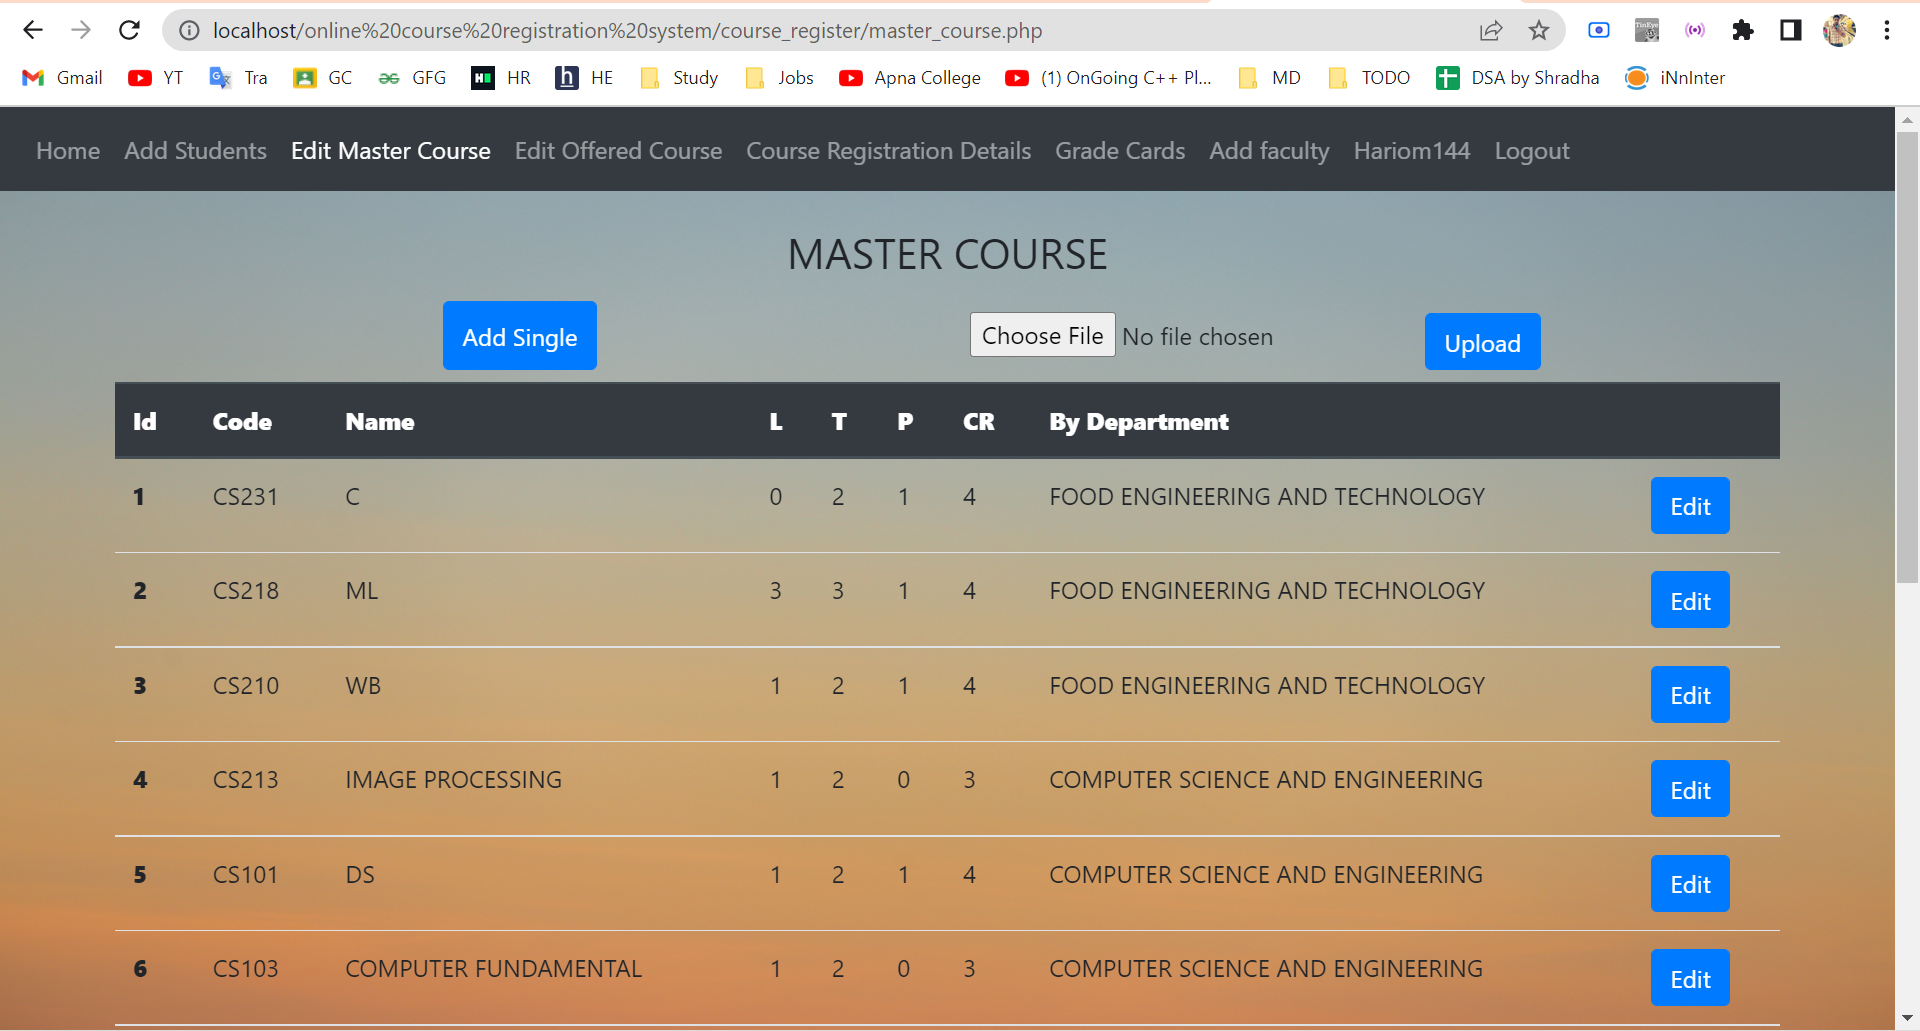 localhost/online%20course%20registration%20system/course_register/master_course.php
Gmail YT Tra GC GFG HR HE Study Jobs Apna College (1) OnGoing C++ Pl... MD TODO DSA by Shradha iNnInter
Home Add Students Edit Master Course Edit Offered Course Course Registration Details Grade Cards Add faculty Hariom144 Logout
MASTER COURSE
Add Single Choose File No file chosen Upload
Id Code Name L T P CR By Department
1 CS231 C 0 2 1 4 FOOD ENGINEERING AND TECHNOLOGY Edit
2 CS218 ML 3 3 1 4 FOOD ENGINEERING AND TECHNOLOGY Edit
3 CS210 WB 1 2 1 4 FOOD ENGINEERING AND TECHNOLOGY Edit
4 CS213 IMAGE PROCESSING 1 2 0 3 COMPUTER SCIENCE AND ENGINEERING Edit
5 CS101 DS 1 2 1 4 COMPUTER SCIENCE AND ENGINEERING Edit
6 CS103 COMPUTER FUNDAMENTAL 1 2 0 3 COMPUTER SCIENCE AND ENGINEERING Edit